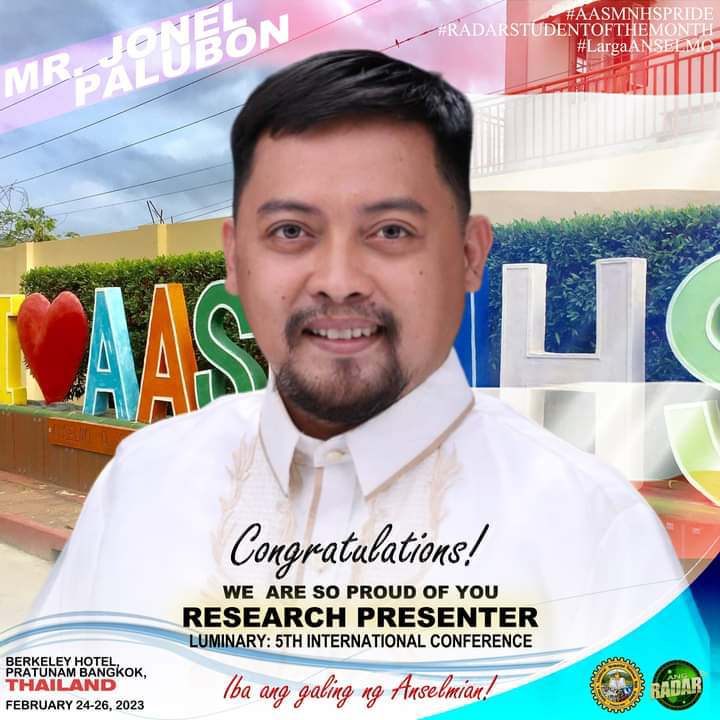 MR. JONEL
PALUBON
#AASMNHSPRIDE
#RADARSTUDENTOFTHEMONTH
#LargaANSELMO
I AAS HS
Congratulations!
WE ARE SO PROUD OF YOU
RESEARCH PRESENTER
LUMINARY: 5TH INTERNATIONAL CONFERENCE
BERKELEY HOTEL,
PRATUNAM BANGKOK,
THAILAND
FEBRUARY 24-26, 2023
Iba ang galing ng Anselmian!
ANG
RADAR